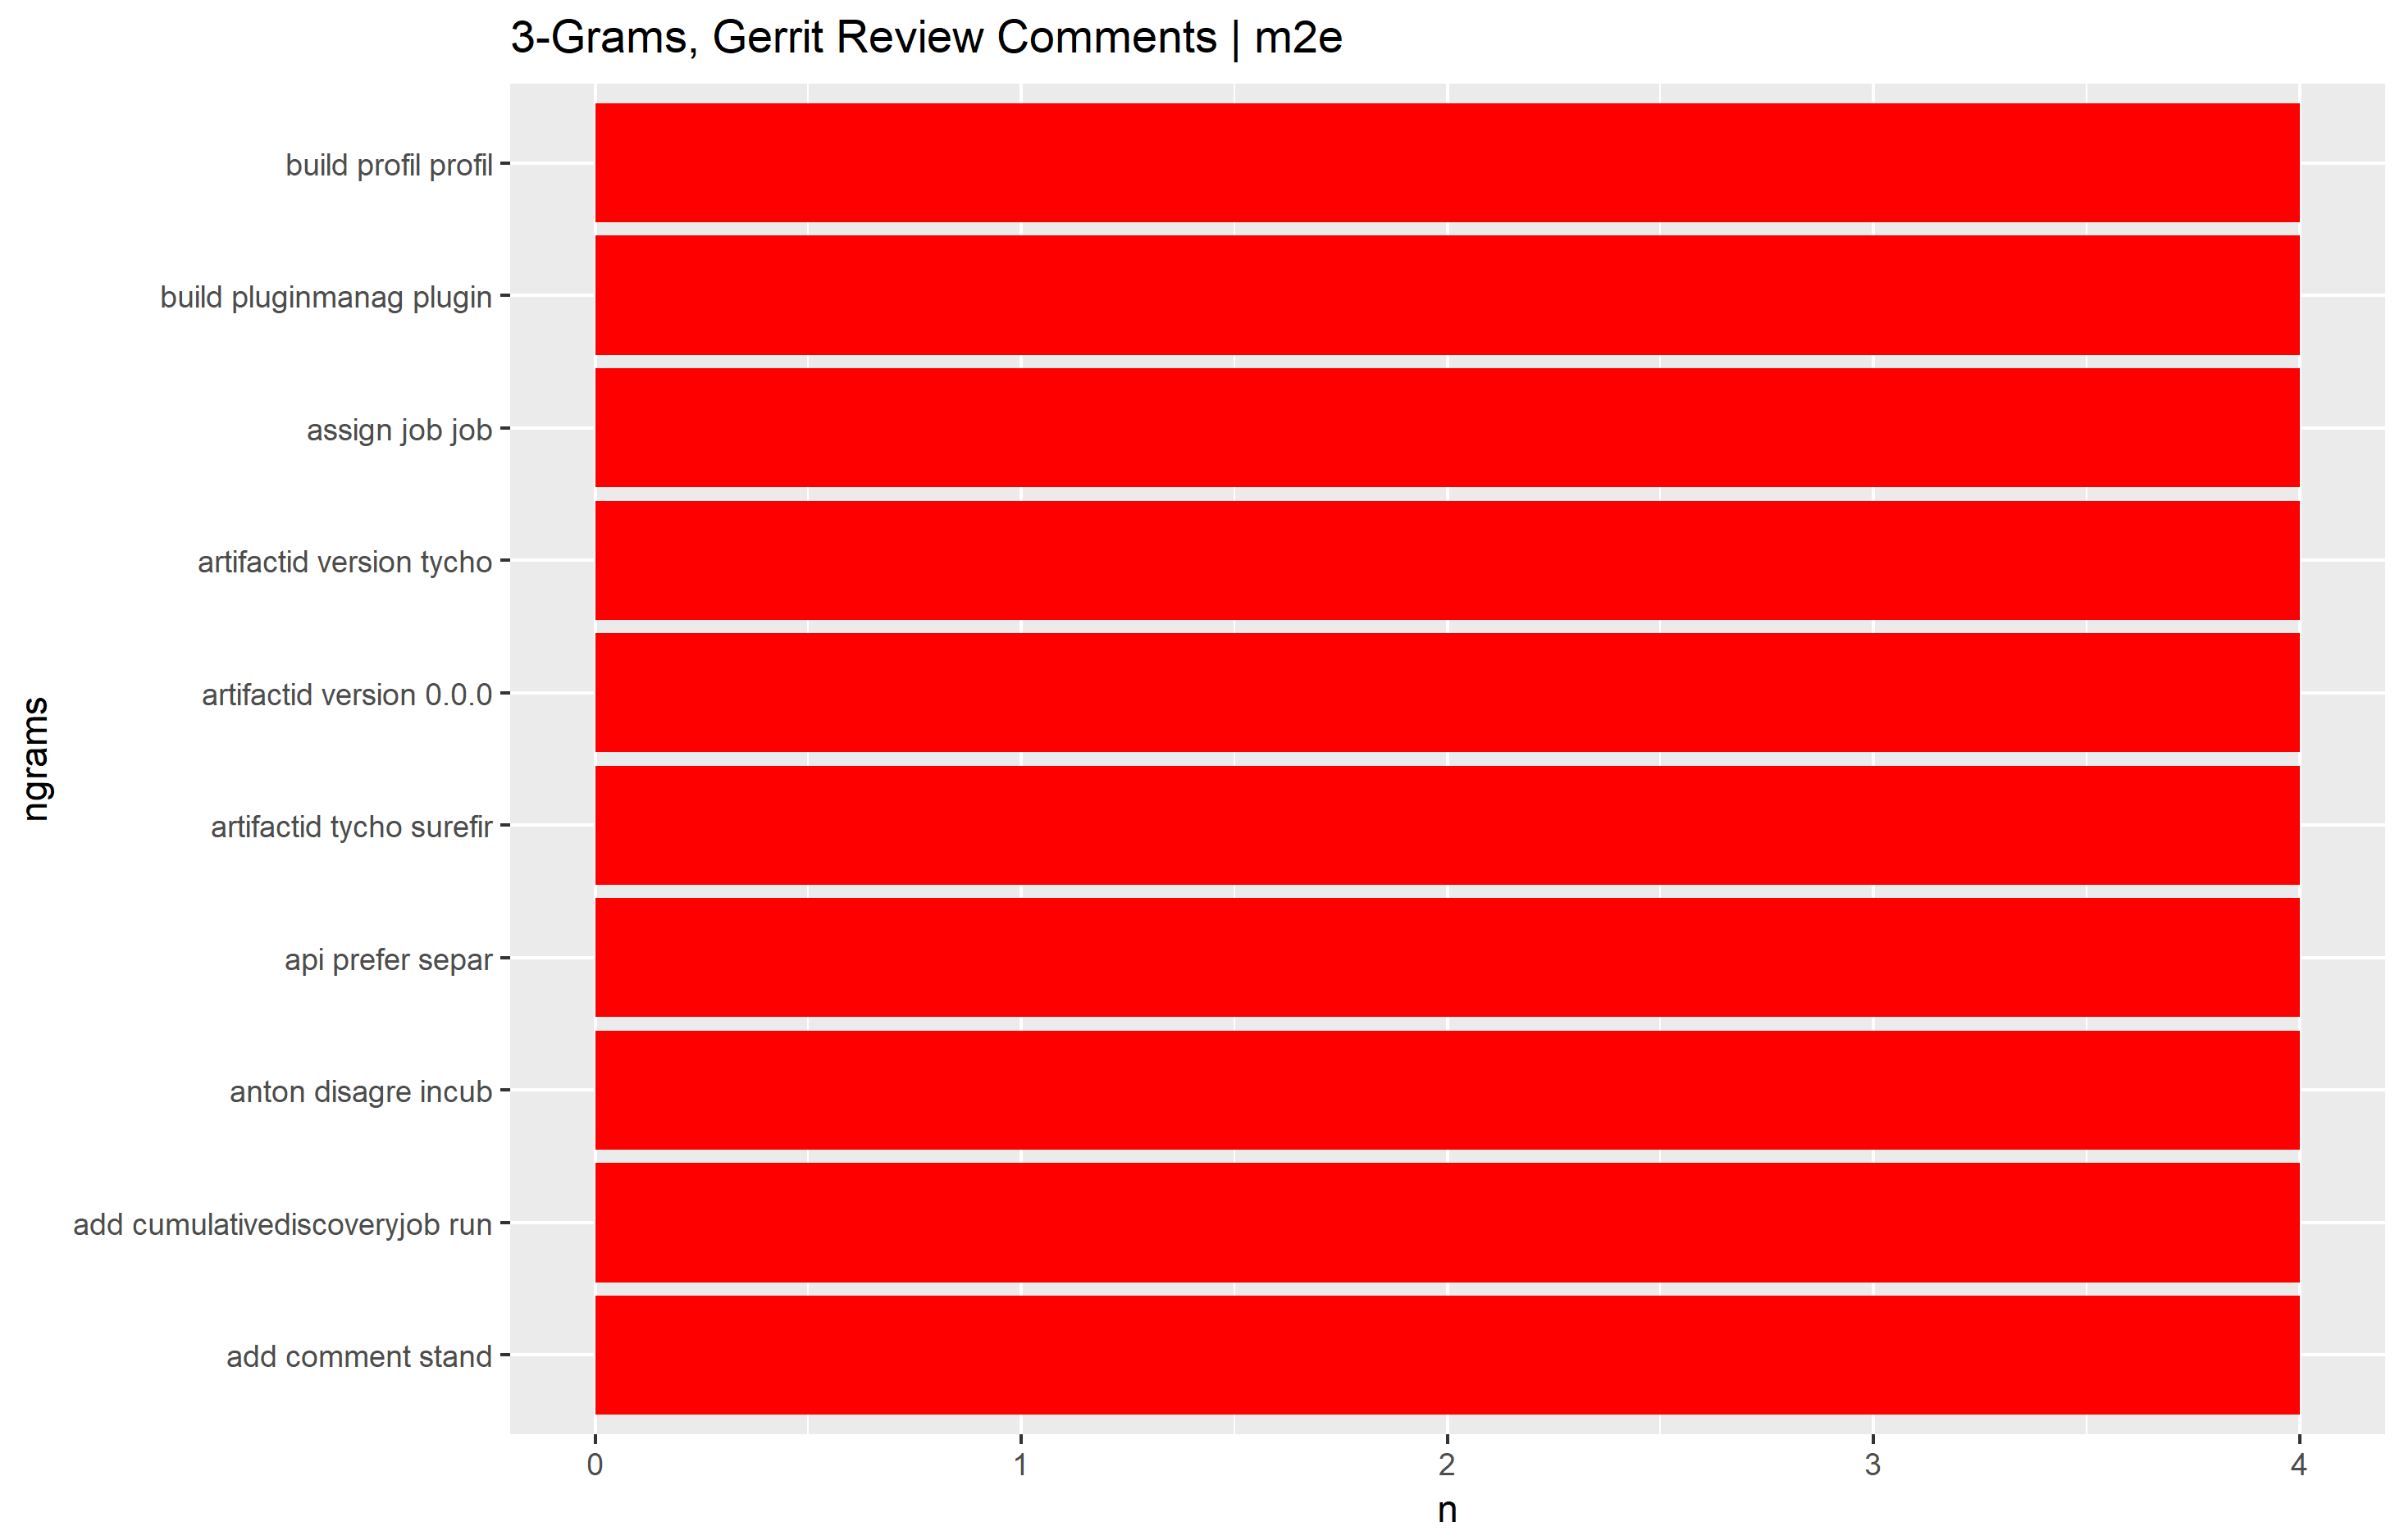 3-Grams, Gerrit Review Comments | m2e
build profil profil
build pluginmanag plugin
assign job job
artifactid version tycho
artifactid version 0.0.0
artifactid tycho surefir
api prefer separ
anton disagre incub
add cumulativediscoveryjob run
add comment stand
ngrams
0 1 2 3 4
n